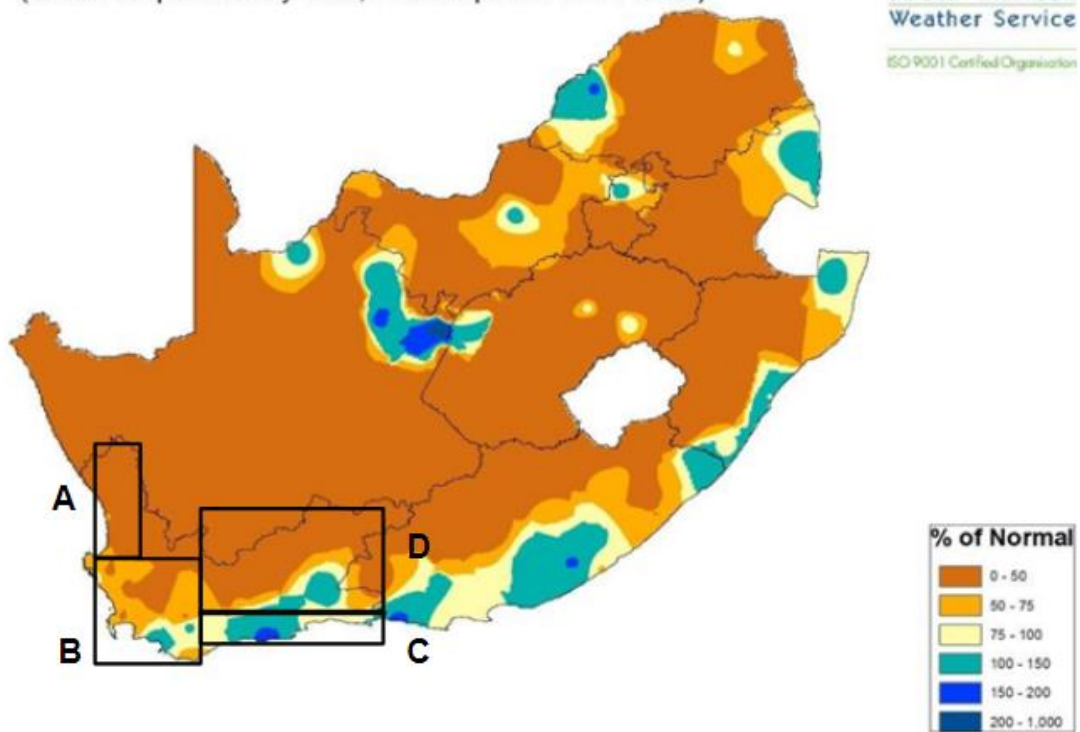 Weather Service
ISO 9001 Certified Organisation
A
D
B
C
% of Normal
0 - 50
50 - 75
75 - 100
100 - 150
150 - 200
200 - 1,000